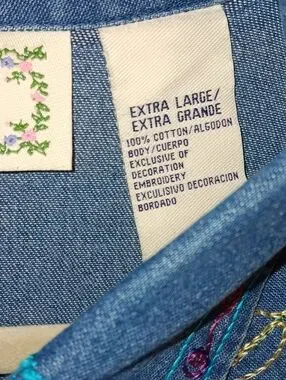 EXTRA LARGE/
EXTRA GRANDE
100% COTTON/ALGODON
BODY/CUERPO
EXCLUSIVE OF
DECORATION
EMBROIDERY
EXCULISIVO DECORACION
BORDADO